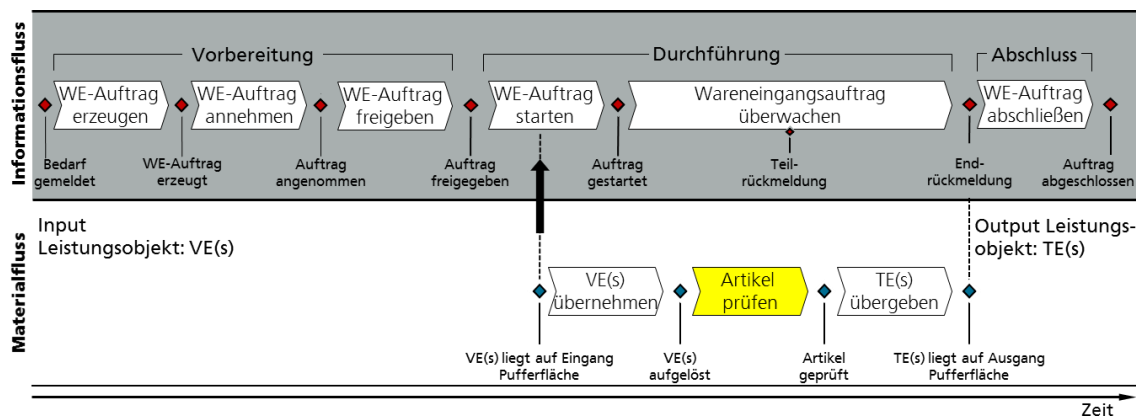 Informationsfluss
Vorbereitung
Durchführung
Abschluss
WE-Auftrag
erzeugen
WE-Auftrag
annehmen
WE-Auftrag
freigeben
WE-Auftrag
starten
Wareneingangsauftrag
überwachen
WE-Auftrag
abschließen
Bedarf
gemeldet
WE-Auftrag
erzeugt
Auftrag
angenommen
Auftrag
freigegeben
Auftrag
gestartet
Teil-
rückmeldung
End-
rückmeldung
Auftrag
abgeschlossen
Materialfluss
Input
Leistungsobjekt: VE(s)
Output Leistungs-
objekt: TE(s)
VE(s)
übernehmen
Artikel
prüfen
TE(s)
übergeben
VE(s) liegt auf Eingang
Pufferfläche
VE(s)
aufgelöst
Artikel
geprüft
TE(s) liegt auf Ausgang
Pufferfläche
Zeit